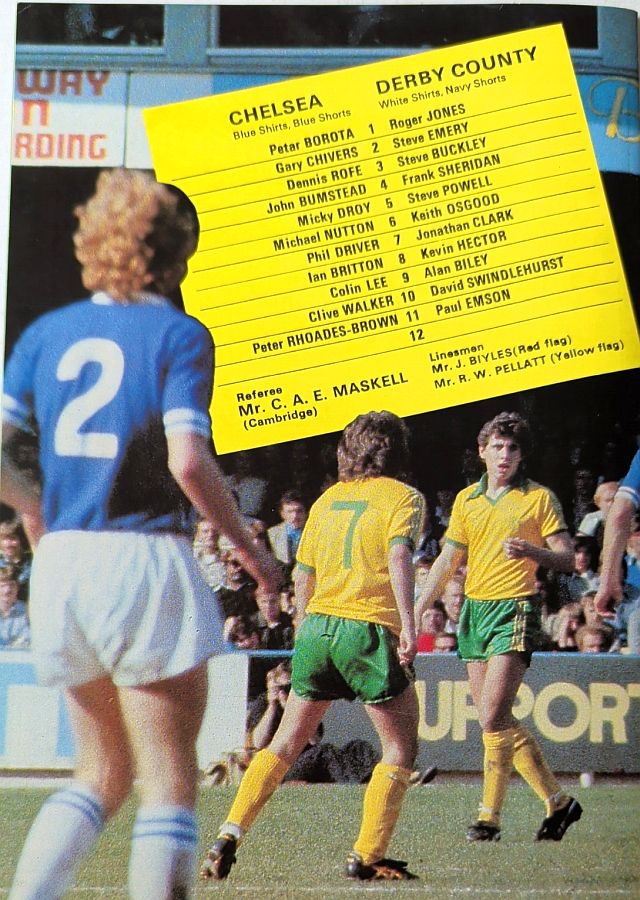 WAY
n
RDING
CHELSEA
Blue Shirts, Blue Shorts
DERBY COUNTY
White Shirts, Navy Shorts
Petar BOROTA 1 Roger JONES
Gary CHIVERS 2 Steve EMERY
Dennis ROFE 3 Steve BUCKLEY
John BUMSTEAD 4 Frank SHERIDAN
Micky DROY 5 Steve POWELL
Michael NUTTON 6 Keith OSGOOD
Phil DRIVER 7 Jonathan CLARK
Ian BRITTON 8 Kevin HECTOR
Colin LEE 9 Alan BILEY
Clive WALKER 10 David SWINDLEHURST
Peter RHOADES-BROWN 11 Paul EMSON
12
Referee
Mr. C. A. E. MASKELL
(Cambridge)
Linesmen
Mr. J. BIYLES (Red flag)
Mr. R. W. PELLATT (Yellow flag)
2
7
UPPORT